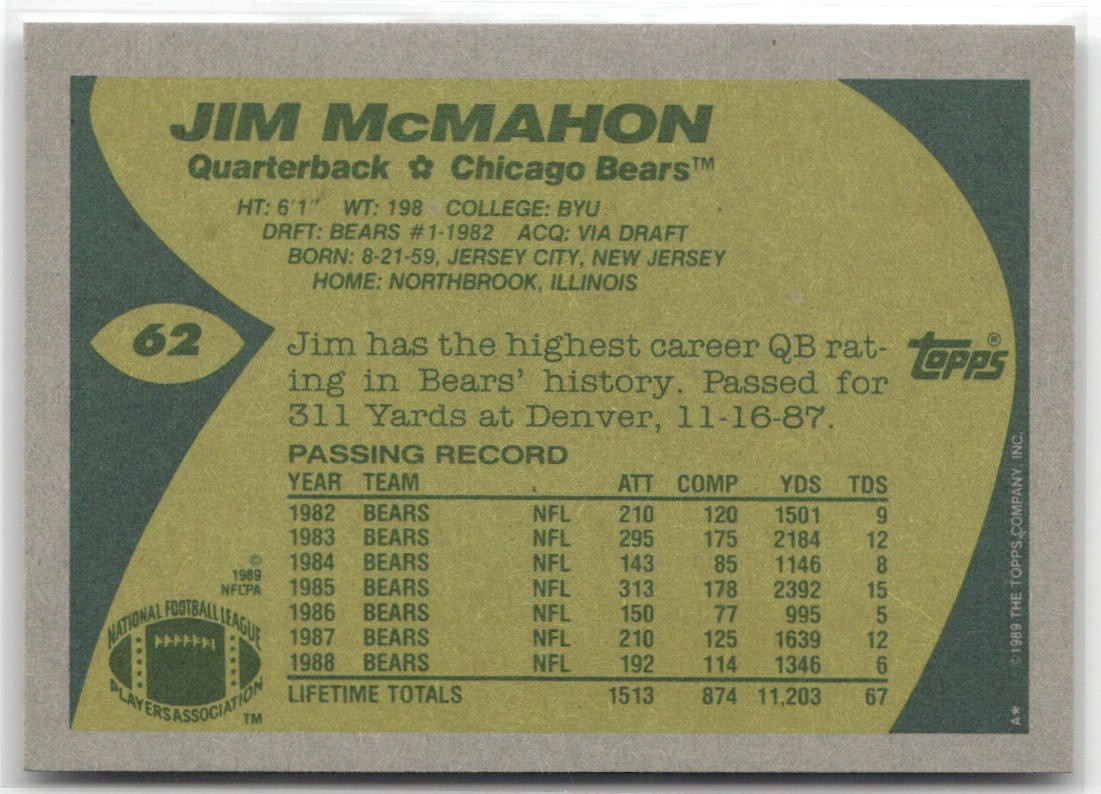 JIM McMAHON
Quarterback ✿ Chicago Bears™
HT: 6'1" WT: 198 COLLEGE: BYU
DRFT: BEARS #1-1982 ACQ: VIA DRAFT
BORN: 8-21-59, JERSEY CITY, NEW JERSEY
HOME: NORTHBROOK, ILLINOIS
62
Jim has the highest career QB rat-
ing in Bears' history. Passed for
311 Yards at Denver, 11-16-87.
topps®
PASSING RECORD
YEAR TEAM ATT COMP YDS TDS
1982 BEARS NFL 210 120 1501 9
1983 BEARS NFL 295 175 2184 12
1984 BEARS NFL 143 85 1146 8
1985 BEARS NFL 313 178 2392 15
1986 BEARS NFL 150 77 995 5
1987 BEARS NFL 210 125 1639 12
1988 BEARS NFL 192 114 1346 6
LIFETIME TOTALS 1513 874 11,203 67
©
1989
NFLPA
NATIONAL FOOTBALL LEAGUE
PLAYERS ASSOCIATION
TM
©1989 THE TOPPS COMPANY, INC.
A★